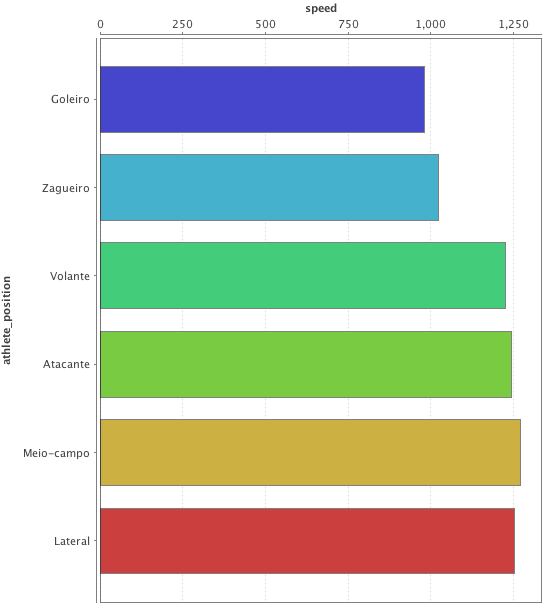 speed
0 250 500 750 1,000 1,250
athlete_position
Goleiro
Zagueiro
Volante
Atacante
Meio-campo
Lateral